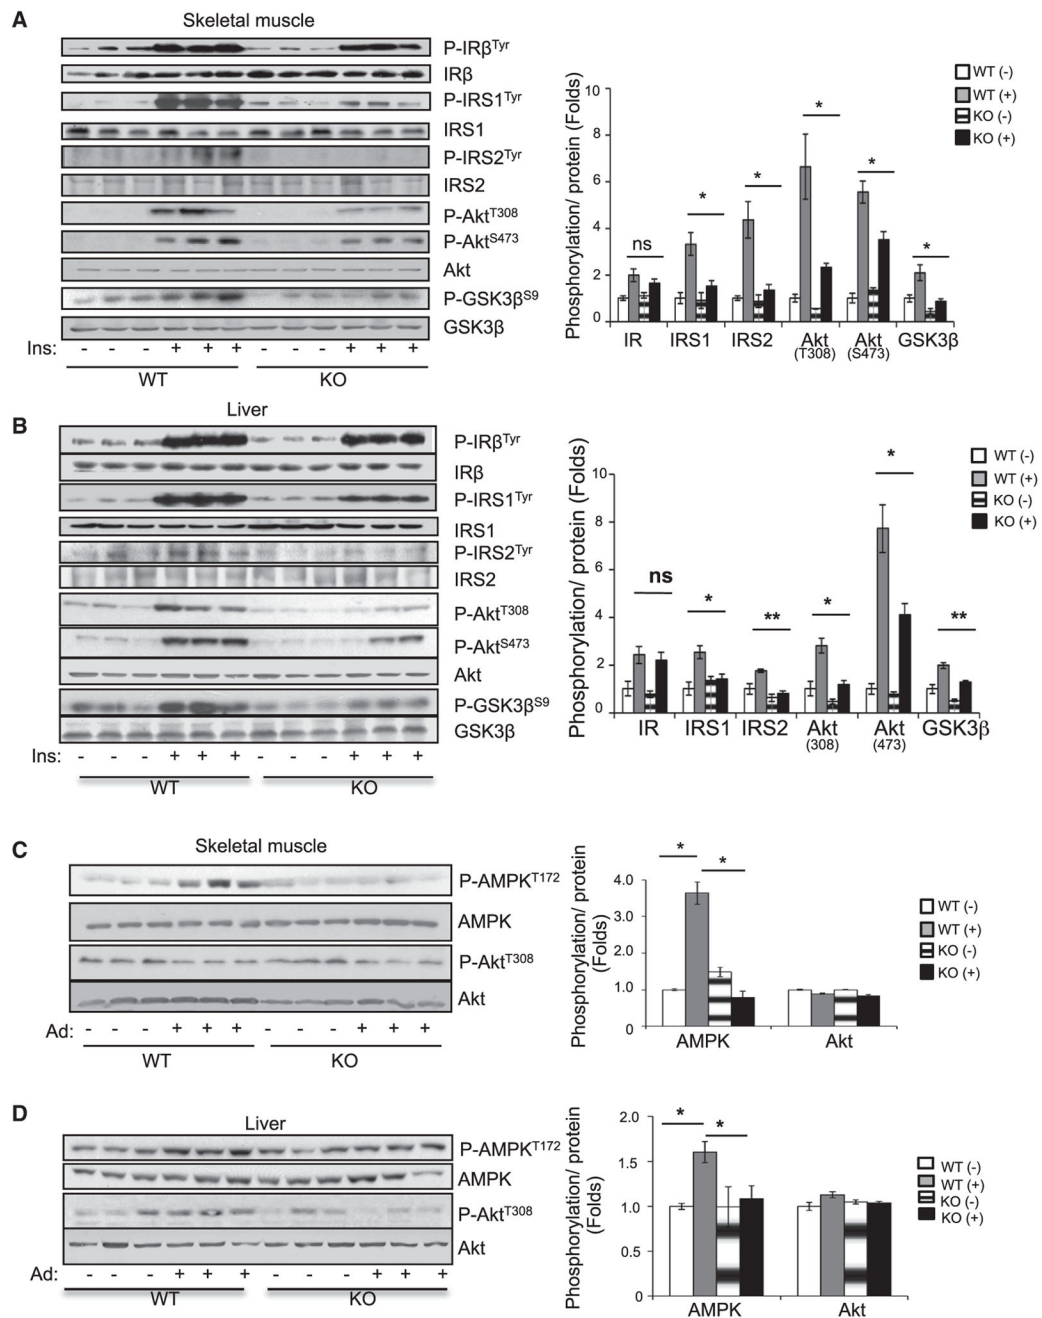 A
Skeletal muscle
P-IRβTyr
IRβ
P-IRS1Tyr
IRS1
P-IRS2Tyr
IRS2
P-AktT308
P-AktS473
Akt
P-GSK3βS9
GSK3β
Ins: - - - + + + - - - + + +
WT KO
Phosphorylation/ protein (Folds)
10
8
6
4
2
0
IR IRS1 IRS2 Akt Akt GSK3β
(T308) (S473)
ns * * * * *
WT (-)
WT (+)
KO (-)
KO (+)
B
Liver
P-IRβTyr
IRβ
P-IRS1Tyr
IRS1
P-IRS2Tyr
IRS2
P-AktT308
P-AktS473
Akt
P-GSK3βS9
GSK3β
Ins: - - - + + + - - - + + +
WT KO
Phosphorylation/ protein (Folds)
10
8
6
4
2
0
ns * ** * * **
IR IRS1 IRS2 Akt Akt GSK3β
(308) (473)
WT (-)
WT (+)
KO (-)
KO (+)
C
Skeletal muscle
P-AMPKT172
AMPK
P-AktT308
Akt
Ad: - - - + + + - - - + + +
WT KO
Phosphorylation/ protein
(Folds)
4.0
3.0
2.0
1.0
0
* *
AMPK Akt
WT (-)
WT (+)
KO (-)
KO (+)
D
Liver
P-AMPKT172
AMPK
P-AktT308
Akt
Ad: - - - + + + - - - + + +
WT KO
Phosphorylation/ protein
(Folds)
2.0
1.5
1.0
0.5
0
* *
AMPK Akt
WT (-)
WT (+)
KO (-)
KO (+)